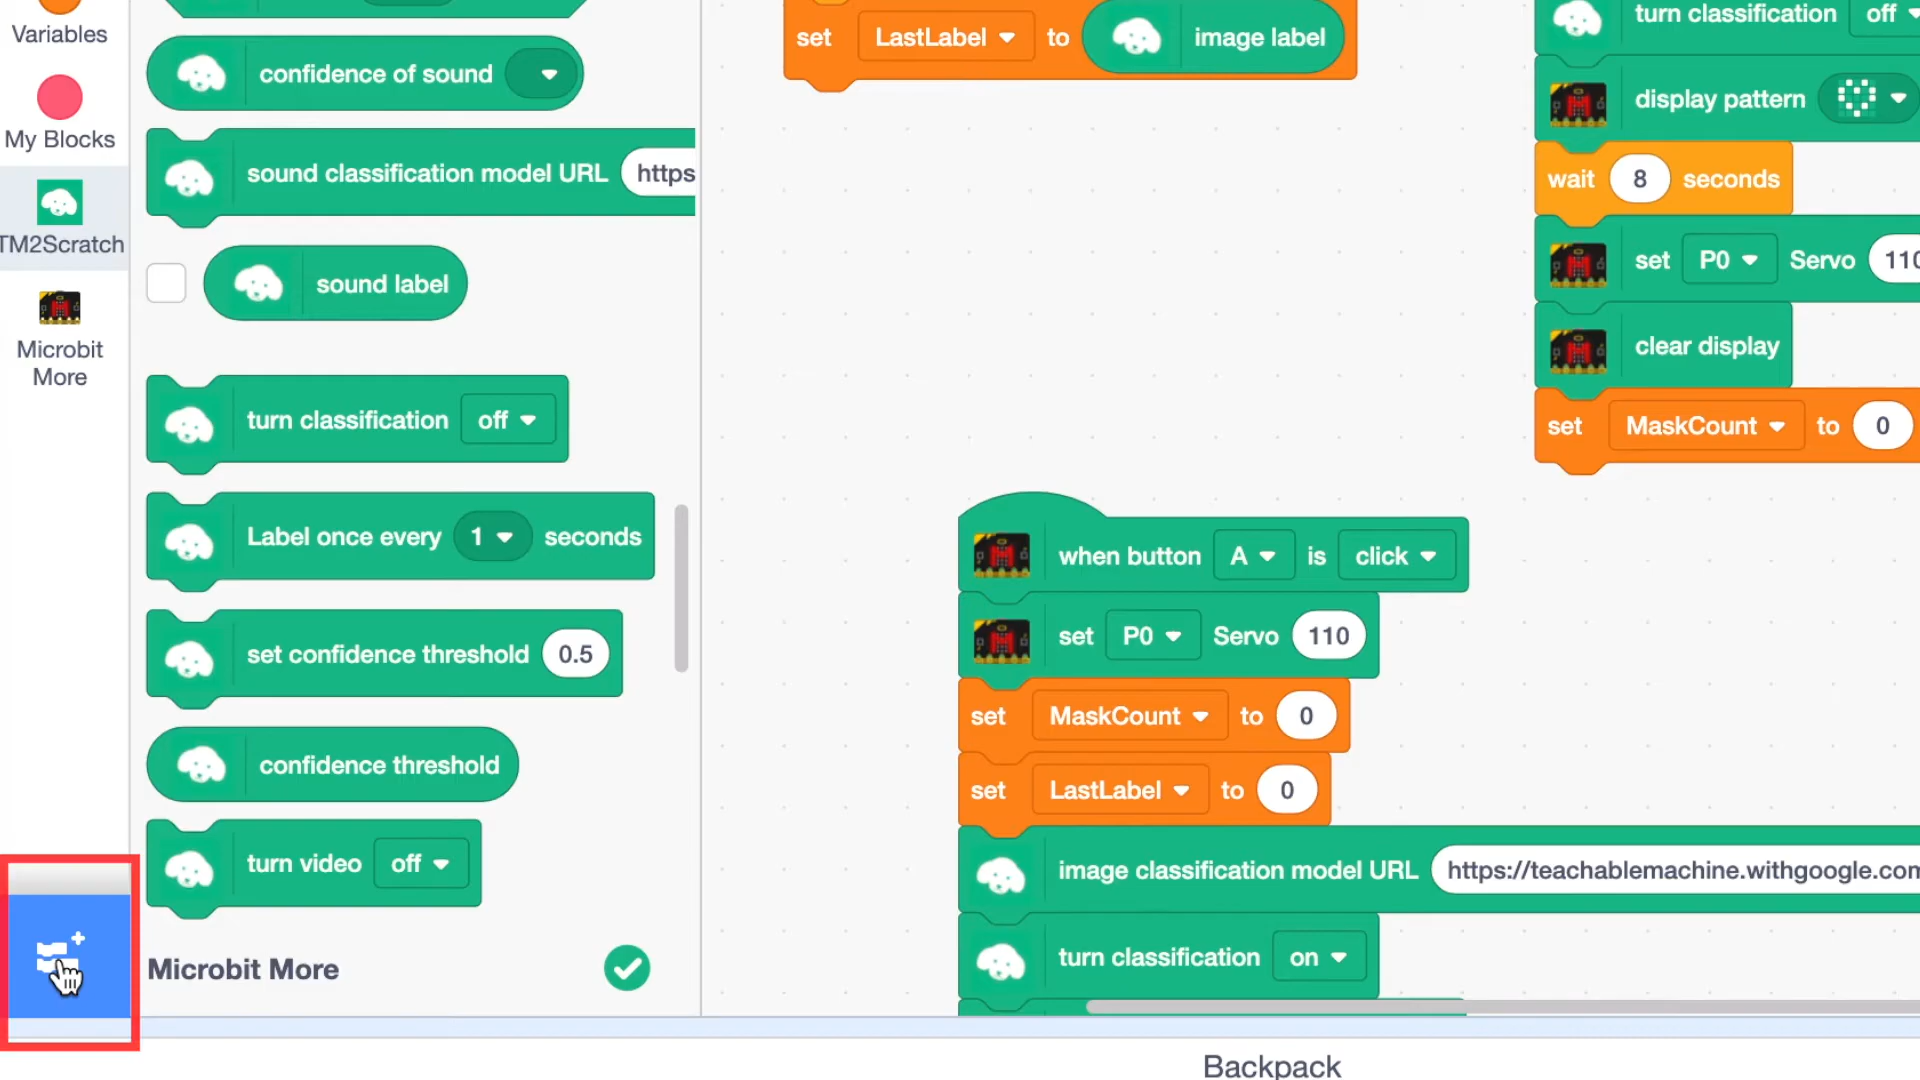 Variables
My Blocks
TM2Scratch
Microbit
More
confidence of sound
sound classification model URL https
sound label
turn classification off
Label once every 1 seconds
set confidence threshold 0.5
confidence threshold
turn video off
Microbit More
set LastLabel to image label
turn classification off
display pattern
wait 8 seconds
set P0 Servo 110
clear display
set MaskCount to 0
when button A is click
set P0 Servo 110
set MaskCount to 0
set LastLabel to 0
image classification model URL https://teachablemachine.withgoogle.com
turn classification on
Backpack